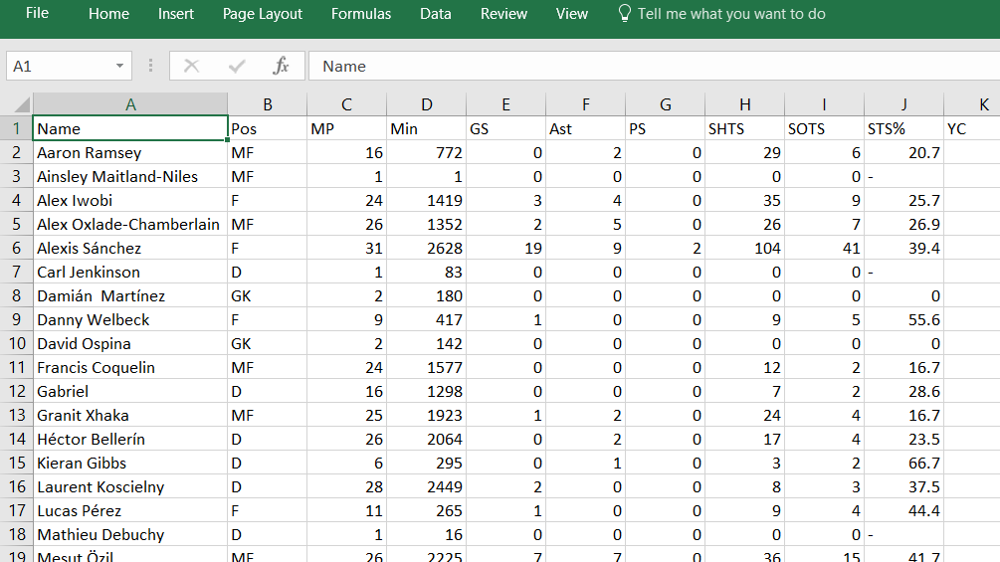 File Home Insert Page Layout Formulas Data Review View Tell me what you want to do
A1 fx Name
A B C D E F G H I J K
1 Name Pos MP Min GS Ast PS SHTS SOTS STS% YC
2 Aaron Ramsey MF 16 772 0 2 0 29 6 20.7
3 Ainsley Maitland-Niles MF 1 1 0 0 0 0 0 -
4 Alex Iwobi F 24 1419 3 4 0 35 9 25.7
5 Alex Oxlade-Chamberlain MF 26 1352 2 5 0 26 7 26.9
6 Alexis Sánchez F 31 2628 19 9 2 104 41 39.4
7 Carl Jenkinson D 1 83 0 0 0 0 0 -
8 Damián  Martínez GK 2 180 0 0 0 0 0 0
9 Danny Welbeck F 9 417 1 0 0 9 5 55.6
10 David Ospina GK 2 142 0 0 0 0 0 0
11 Francis Coquelin MF 24 1577 0 0 0 12 2 16.7
12 Gabriel D 16 1298 0 0 0 7 2 28.6
13 Granit Xhaka MF 25 1923 1 2 0 24 4 16.7
14 Héctor Bellerín D 26 2064 0 2 0 17 4 23.5
15 Kieran Gibbs D 6 295 0 1 0 3 2 66.7
16 Laurent Koscielny D 28 2449 2 0 0 8 3 37.5
17 Lucas Pérez F 11 265 1 0 0 9 4 44.4
18 Mathieu Debuchy D 1 16 0 0 0 0 0 -
19 Mesut Özil MF 26 2225 7 7 0 36 15 41.7